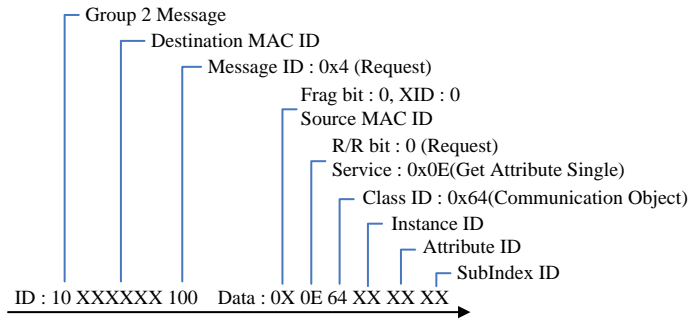 Group 2 Message
Destination MAC ID
Message ID : 0x4 (Request)
Frag bit : 0, XID : 0
Source MAC ID
R/R bit : 0 (Request)
Service : 0x0E(Get Attribute Single)
Class ID : 0x64(Communication Object)
Instance ID
Attribute ID
SubIndex ID
ID : 10 XXXXXX 100 Data : 0X 0E 64 XX XX XX